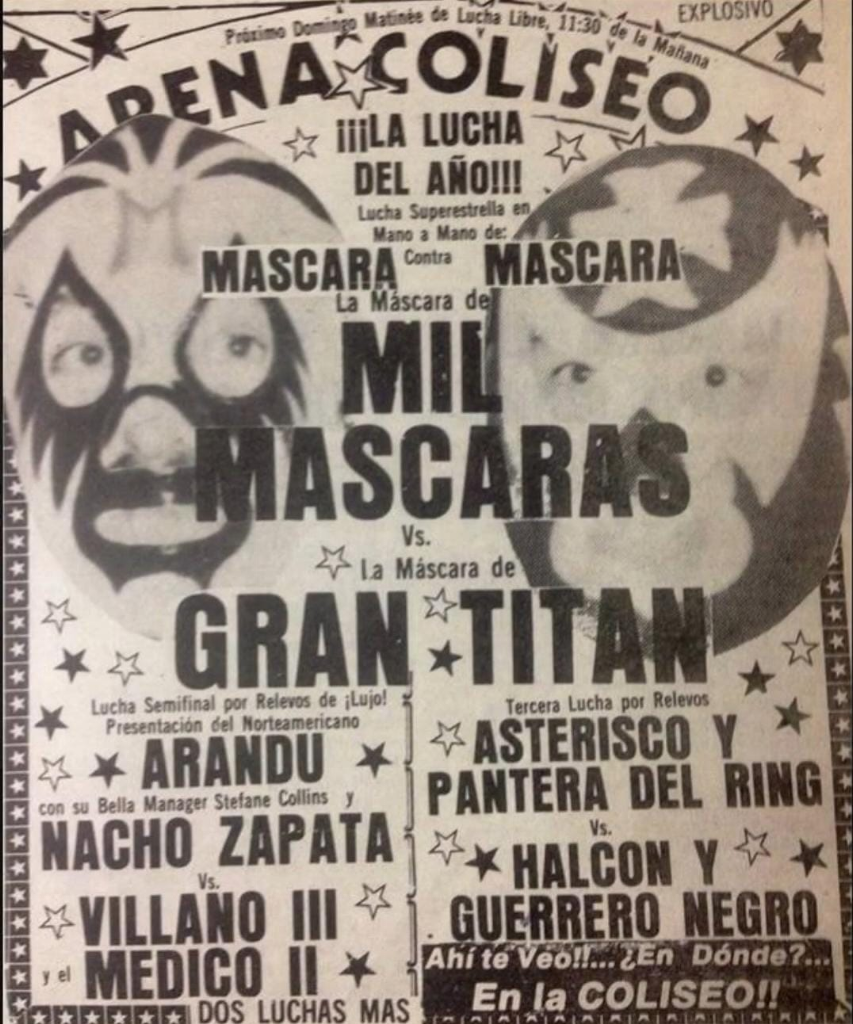 EXPLOSIVO
Próximo Domingo Matinée de Lucha Libre, 11:30 de la Mañana
ARENA COLISEO
¡¡¡LA LUCHA
DEL AÑO!!!
Lucha Superestrella en
Mano a Mano de:
MASCARA Contra MASCARA
La Máscara de
MIL
MASCARAS
Vs.
La Máscara de
GRAN TITAN
Lucha Semifinal por Relevos de ¡Lujo!
Presentación del Norteamericano
ARANDU
con su Bella Manager Stefane Collins y
NACHO ZAPATA
Vs.
VILLANO III
y el MEDICO II
DOS LUCHAS MAS
Tercera Lucha por Relevos
ASTERISCO Y
PANTERA DEL RING
Vs.
HALCON Y
GUERRERO NEGRO
Ahí te Veo!!...¿En Dónde?...
En la COLISEO!!